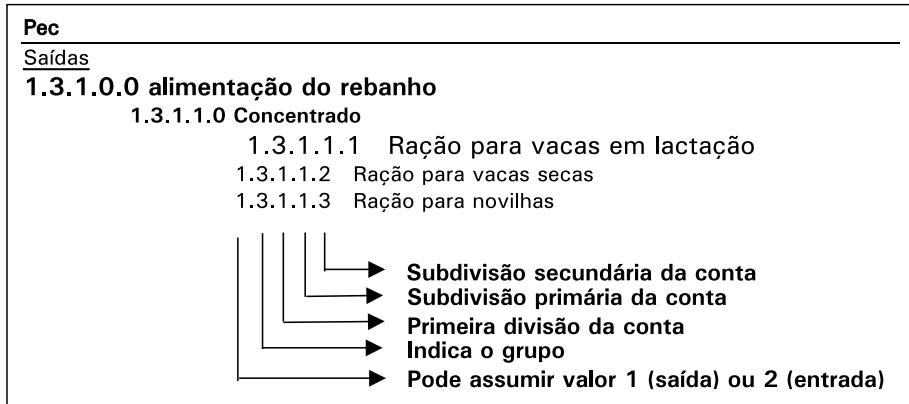 Pec
Saídas
1.3.1.0.0 alimentação do rebanho
1.3.1.1.0 Concentrado
1.3.1.1.1 Ração para vacas em lactação
1.3.1.1.2 Ração para vacas secas
1.3.1.1.3 Ração para novilhas
Subdivisão secundária da conta
Subdivisão primária da conta
Primeira divisão da conta
Indica o grupo
Pode assumir valor 1 (saída) ou 2 (entrada)